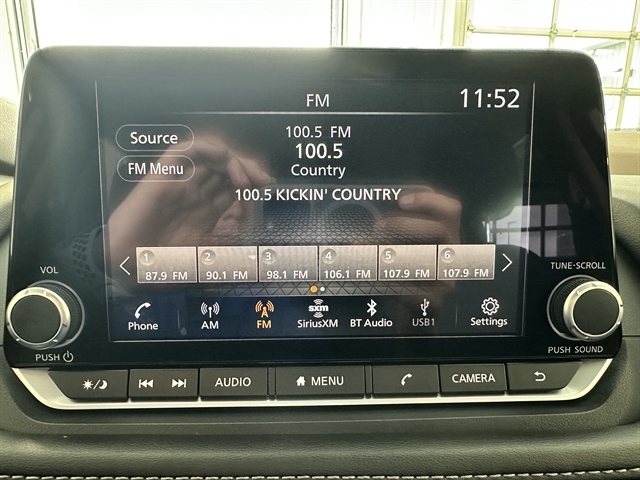 FM
11:52
Source
FM Menu
100.5 FM
100.5
Country
100.5 KICKIN' COUNTRY
1 2 3 4 5 6
87.9 FM 90.1 FM 98.1 FM 106.1 FM 107.9 FM 107.9 FM
Phone AM FM SiriusXM BT Audio USB1 Settings
sxm
VOL
PUSH
TUNE·SCROLL
PUSH SOUND
AUDIO MENU CAMERA